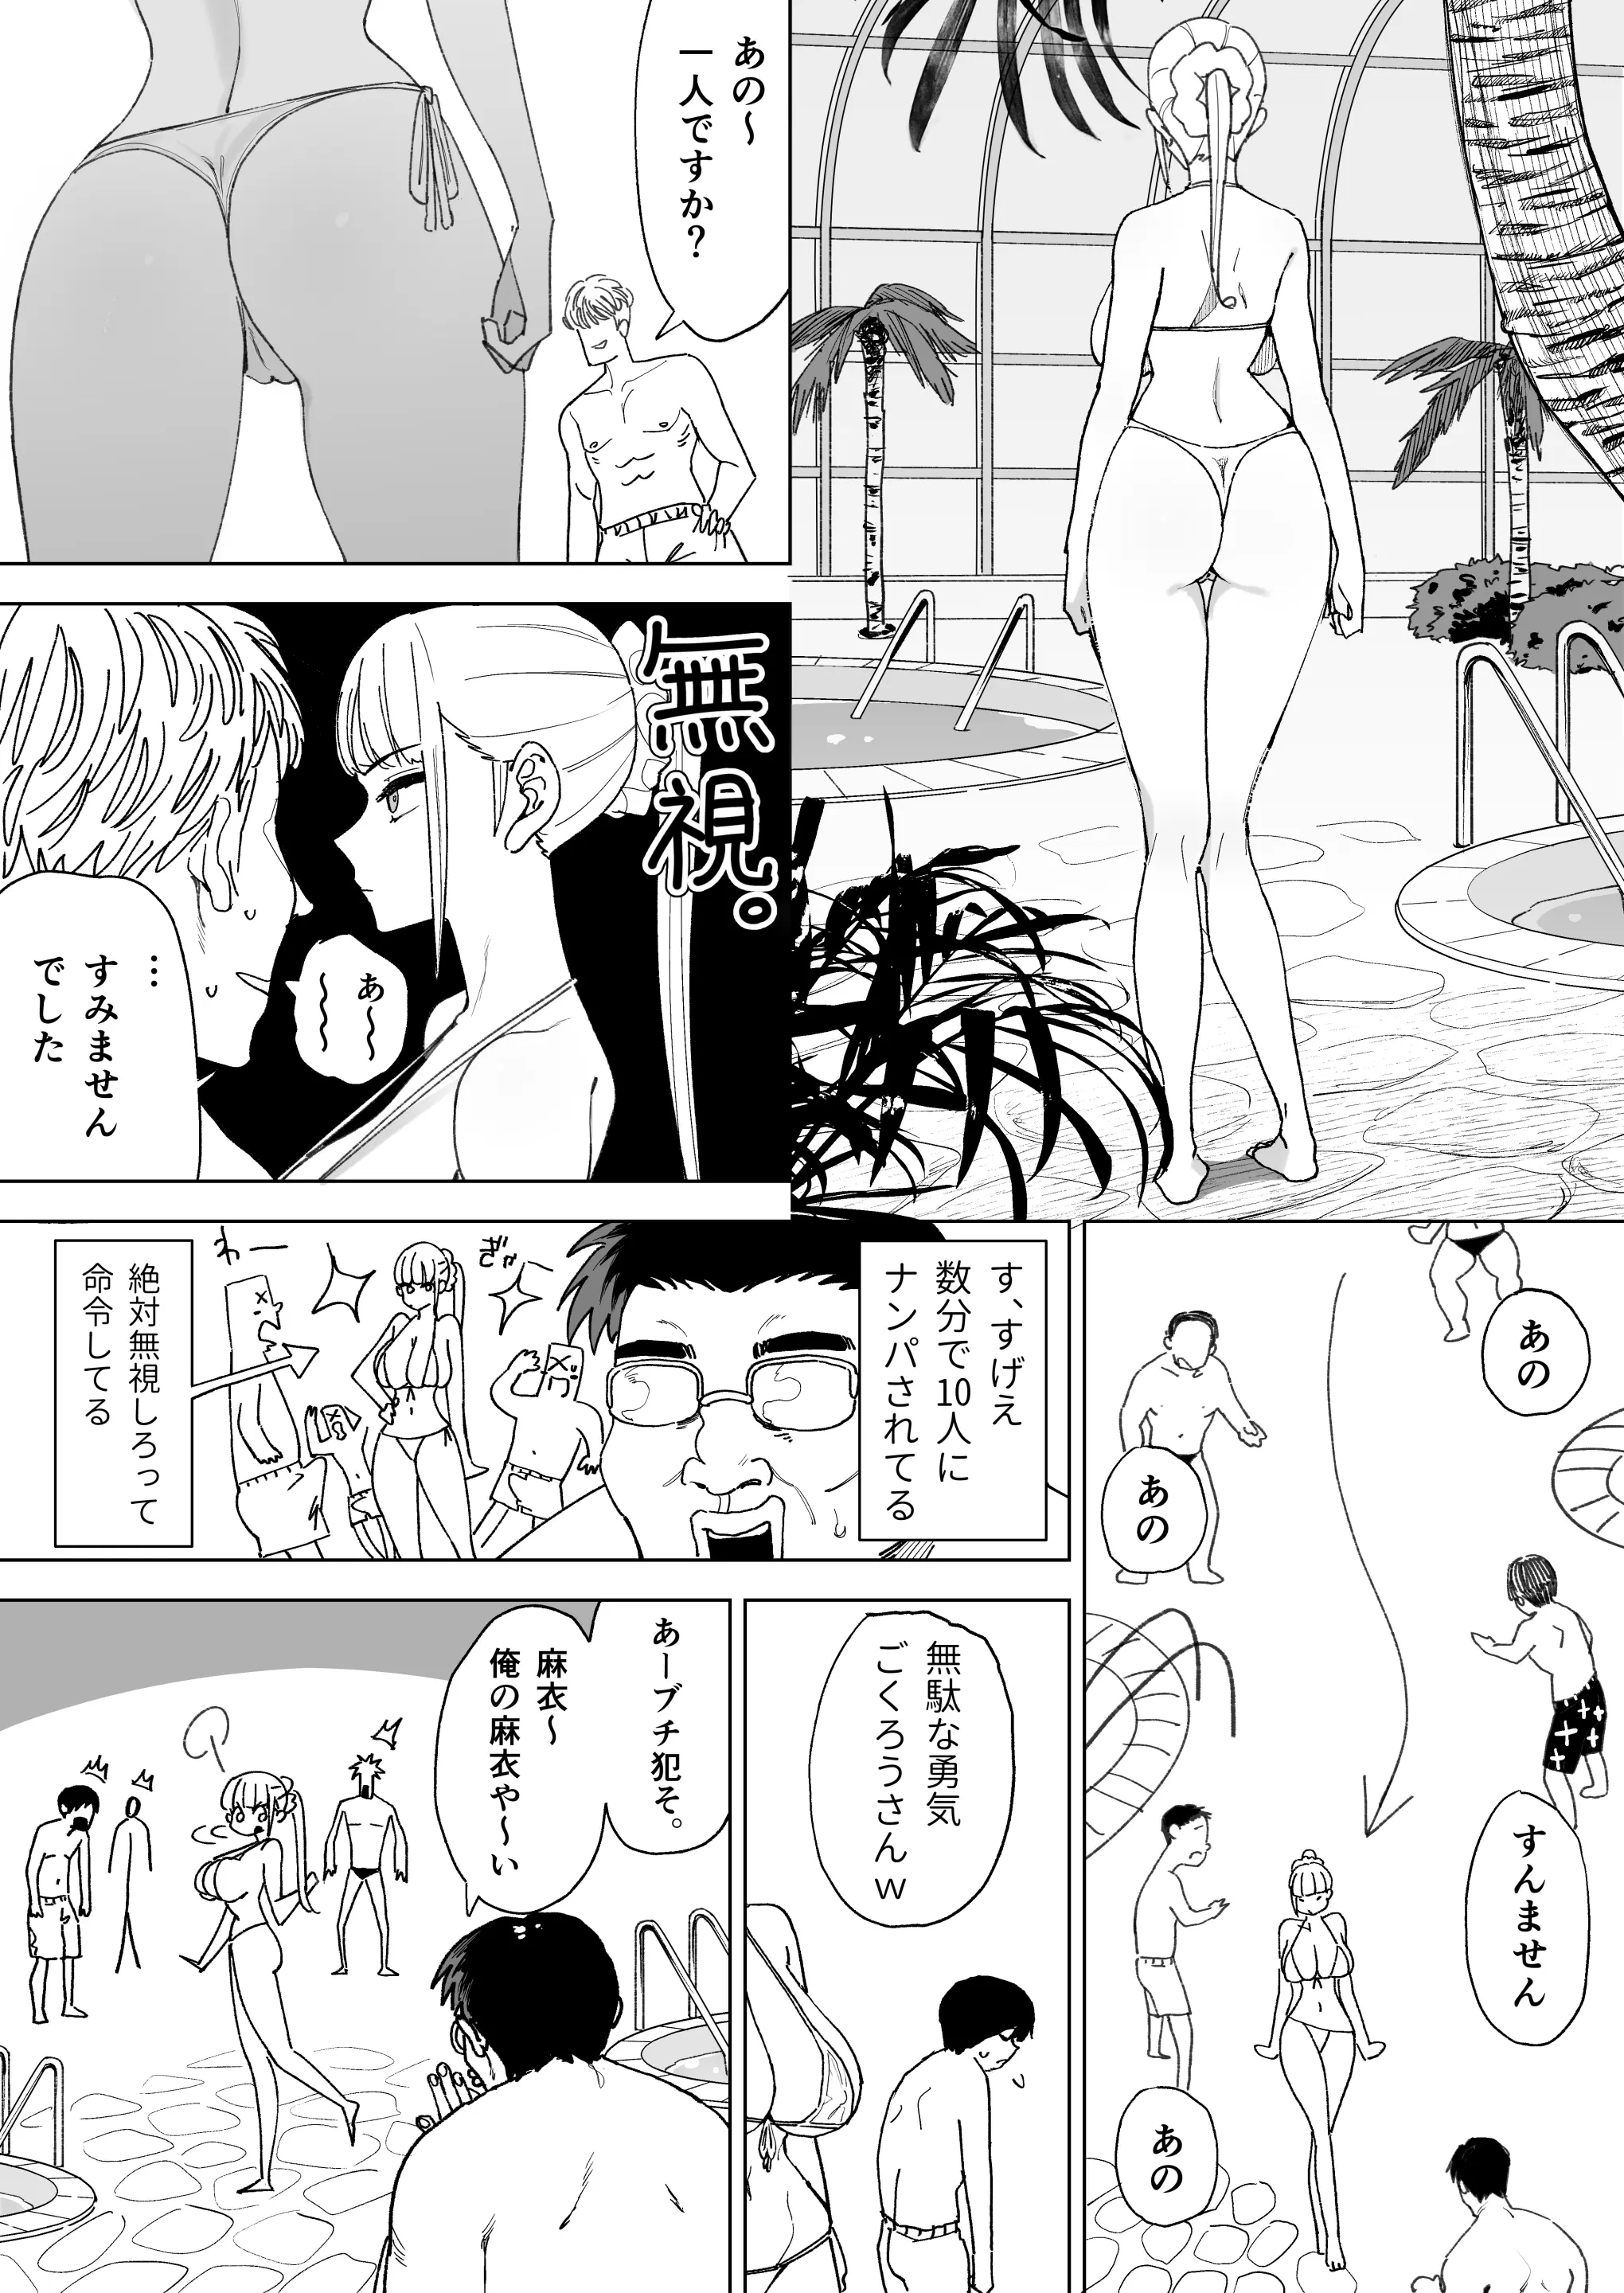 あの〜
一人ですか？
無視。
あ〜
〜
…
すみません
でした
あの
あの
すんません
あの
す、すげえ
数分で10人に
ナンパされてる
ぎゃ
わー
絶対無視しろって
命令してる
無駄な勇気
ごくろうさんｗ
あーブチ犯そ。
麻衣〜
俺の麻衣や〜い